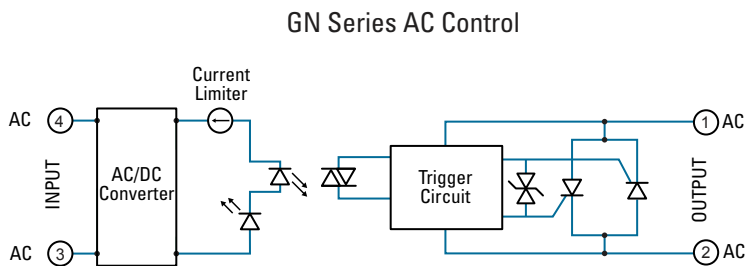 GN Series AC Control
Current
Limiter
AC 4
AC/DC
Converter
INPUT
AC 3
Trigger
Circuit
1 AC
OUTPUT
2 AC